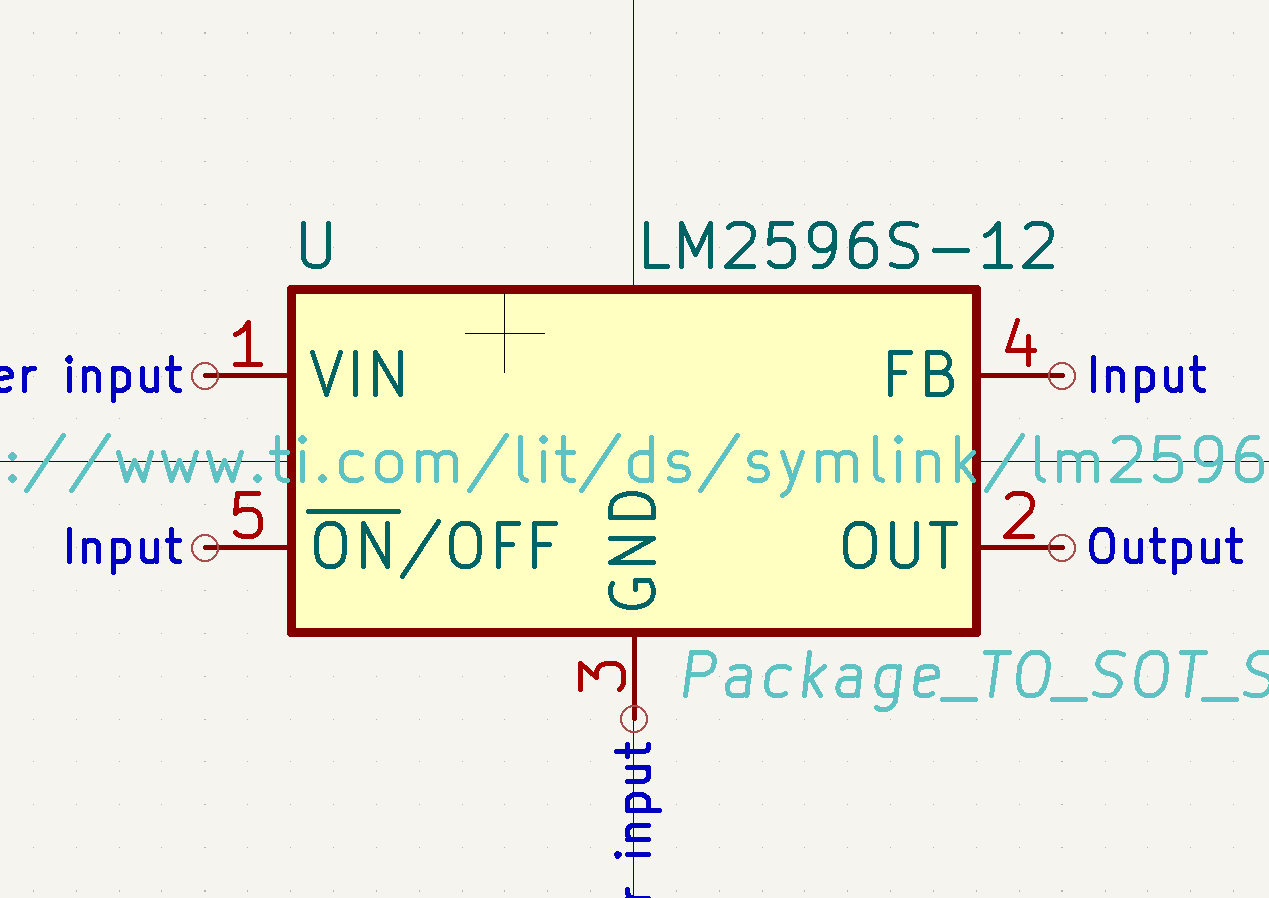 U
LM2596S-12
1
VIN
FB
4
er input
Input
://www.ti.com/lit/ds/symlink/lm2596
5
ON/OFF
GND
OUT
2
Input
Output
3
Package_TO_SOT_S
r input